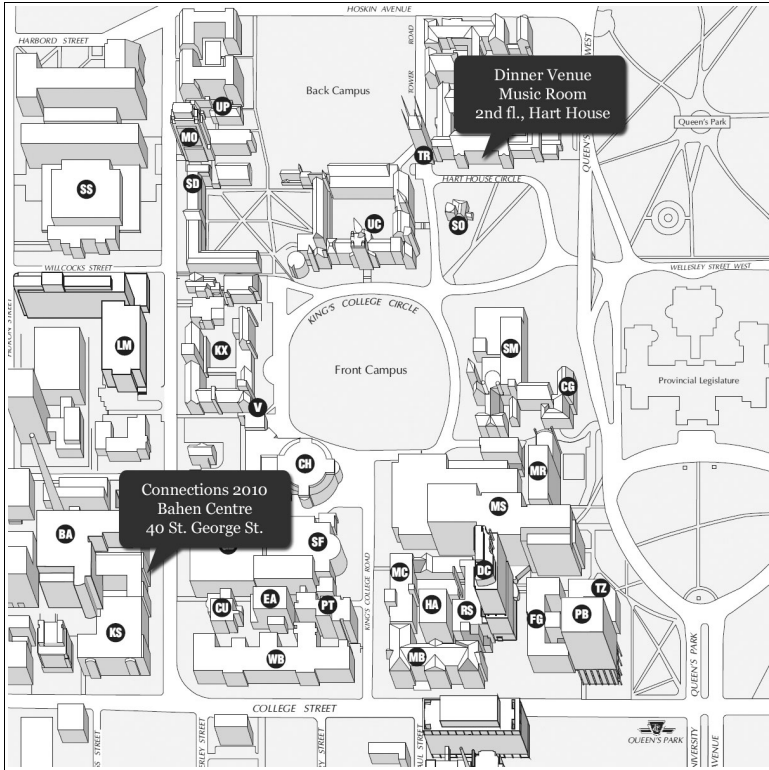 HOSKIN AVENUE
HARBORD STREET
TOWER ROAD
QUEEN'S
WEST
Dinner Venue
Music Room
2nd fl., Hart House
Back Campus
UP
MO
Queen's Park
TR
HART HOUSE CIRCLE
SS
SD
UC
SO
WILLCOCKS STREET
WELLESLEY STREET WEST
KING'S COLLEGE CIRCLE
LM
KX
SM
Front Campus
CG
Provincial Legislature
V
CH
MR
Connections 2010
Bahen Centre
40 St. George St.
MS
BA
SF
KING'S COLLEGE ROAD
MC
DC
TZ
CU
EA
PT
HA
RS
FG
PB
KS
WB
MB
QUEEN'S PARK
COLLEGE STREET
QUEEN'S PARK
STREET
STREET
STREET
AVENUE